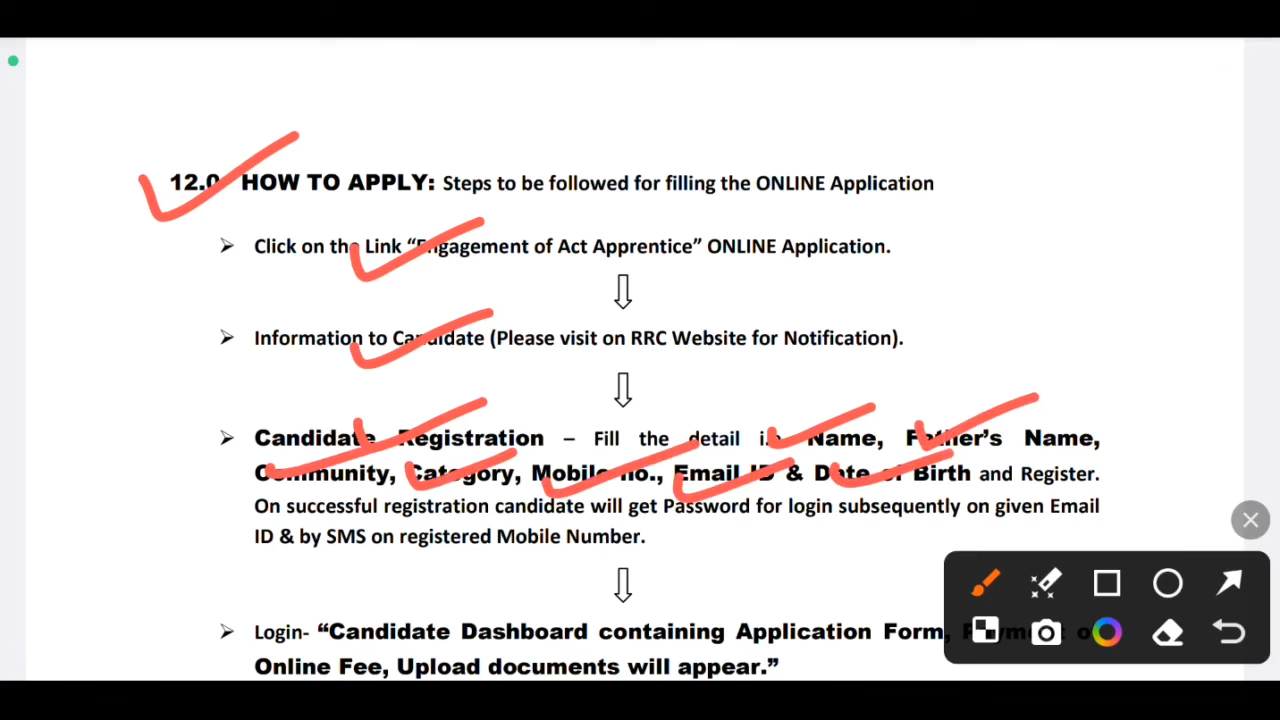 12.0 HOW TO APPLY: Steps to be followed for filling the ONLINE Application
Click on the Link “Engagement of Act Apprentice” ONLINE Application.
Information to Candidate (Please visit on RRC Website for Notification).
Candidate Registration – Fill the detail i.e. Name, Father’s Name,
Community, Category, Mobile no., Email ID & Date of Birth and Register.
On successful registration candidate will get Password for login subsequently on given Email
ID & by SMS on registered Mobile Number.
Login- “Candidate Dashboard containing Application Form, Payment of
Online Fee, Upload documents will appear.”